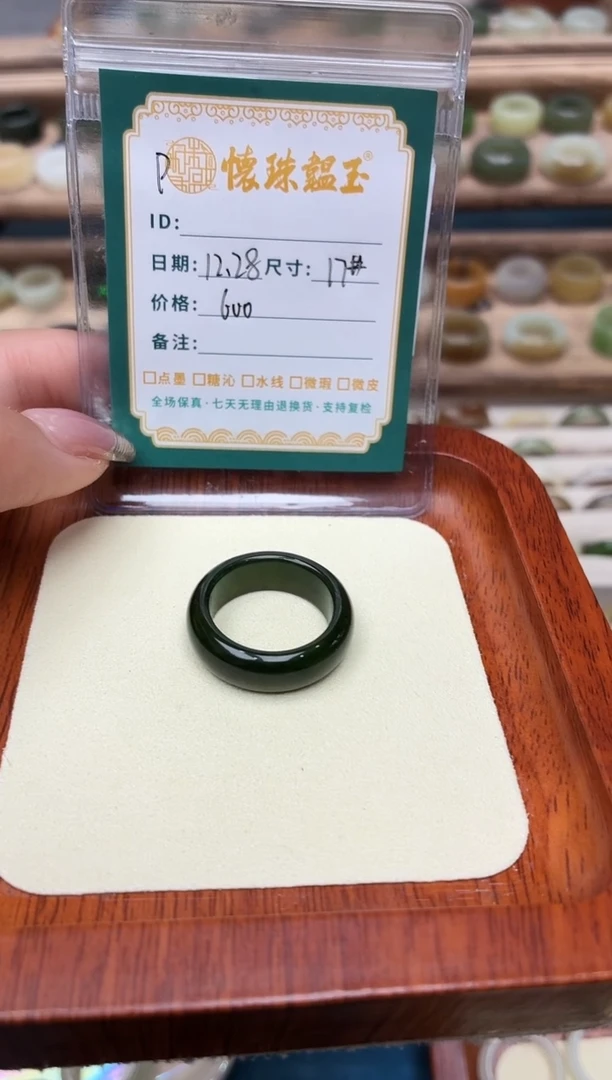 P 懷珠韞玉®
ID:
日期: 12.28 尺寸: 17#
价格: 600
备注:
□点墨 □糖沁 □水线 □微瑕 □微皮
全场保真·七天无理由退换货·支持复检